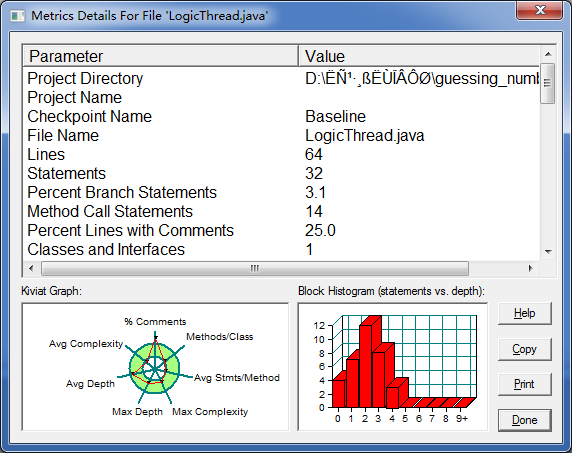 Metrics Details For File 'LogicThread.java'
Parameter Value
Project Directory D:\ËÑ¹·¸ßËÙÏÂÔØ\guessing_numb
Project Name
Checkpoint Name Baseline
File Name LogicThread.java
Lines 64
Statements 32
Percent Branch Statements 3.1
Method Call Statements 14
Percent Lines with Comments 25.0
Classes and Interfaces 1
Kiviat Graph:
% Comments
Methods/Class
Avg Complexity
Avg Stmts/Method
Avg Depth
Max Depth
Max Complexity
Block Histogram (statements vs. depth):
12
10
8
6
4
2
0
0 1 2 3 4 5 6 7 8 9+
Help
Copy
Print
Done